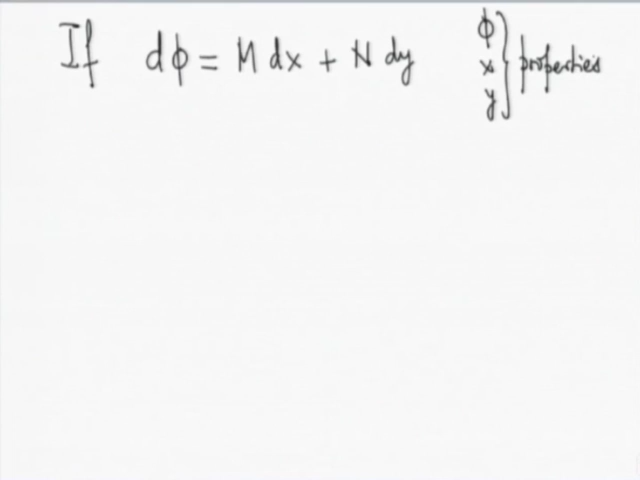 If dϕ = M dx + N dy
ϕ
x } properties
y